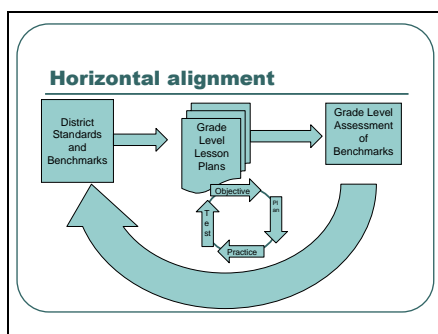 Horizontal alignment
District
Standards
and
Benchmarks
Grade
Level
Lesson
Plans
Grade Level
Assessment
of
Benchmarks
Objective
Pl
an
Practice
T
e
st